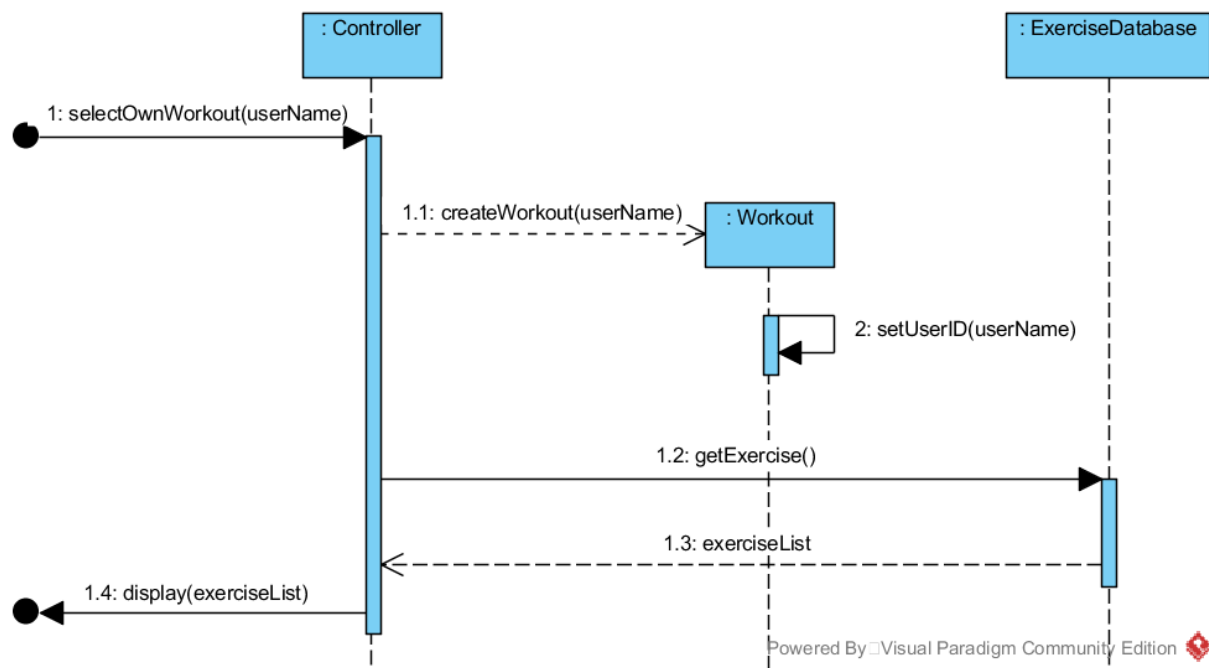 : Controller
: ExerciseDatabase
1: selectOwnWorkout(userName)
1.1: createWorkout(userName)
: Workout
2: setUserID(userName)
1.2: getExercise()
1.3: exerciseList
1.4: display(exerciseList)
Powered By Visual Paradigm Community Edition